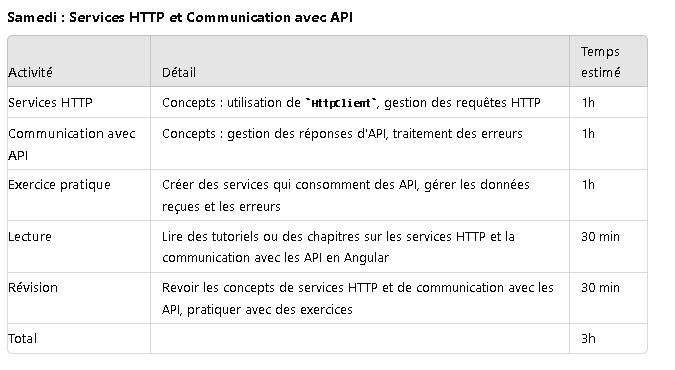 Samedi : Services HTTP et Communication avec API
Temps
Activité Détail estimé
Services HTTP Concepts : utilisation de `HttpClient`, gestion des requêtes HTTP 1h
Communication avec Concepts : gestion des réponses d'API, traitement des erreurs 1h
API
Exercice pratique Créer des services qui consomment des API, gérer les données 1h
reçues et les erreurs
Lecture Lire des tutoriels ou des chapitres sur les services HTTP et la 30 min
communication avec les API en Angular
Révision Revoir les concepts de services HTTP et de communication avec les 30 min
API, pratiquer avec des exercices
Total 3h